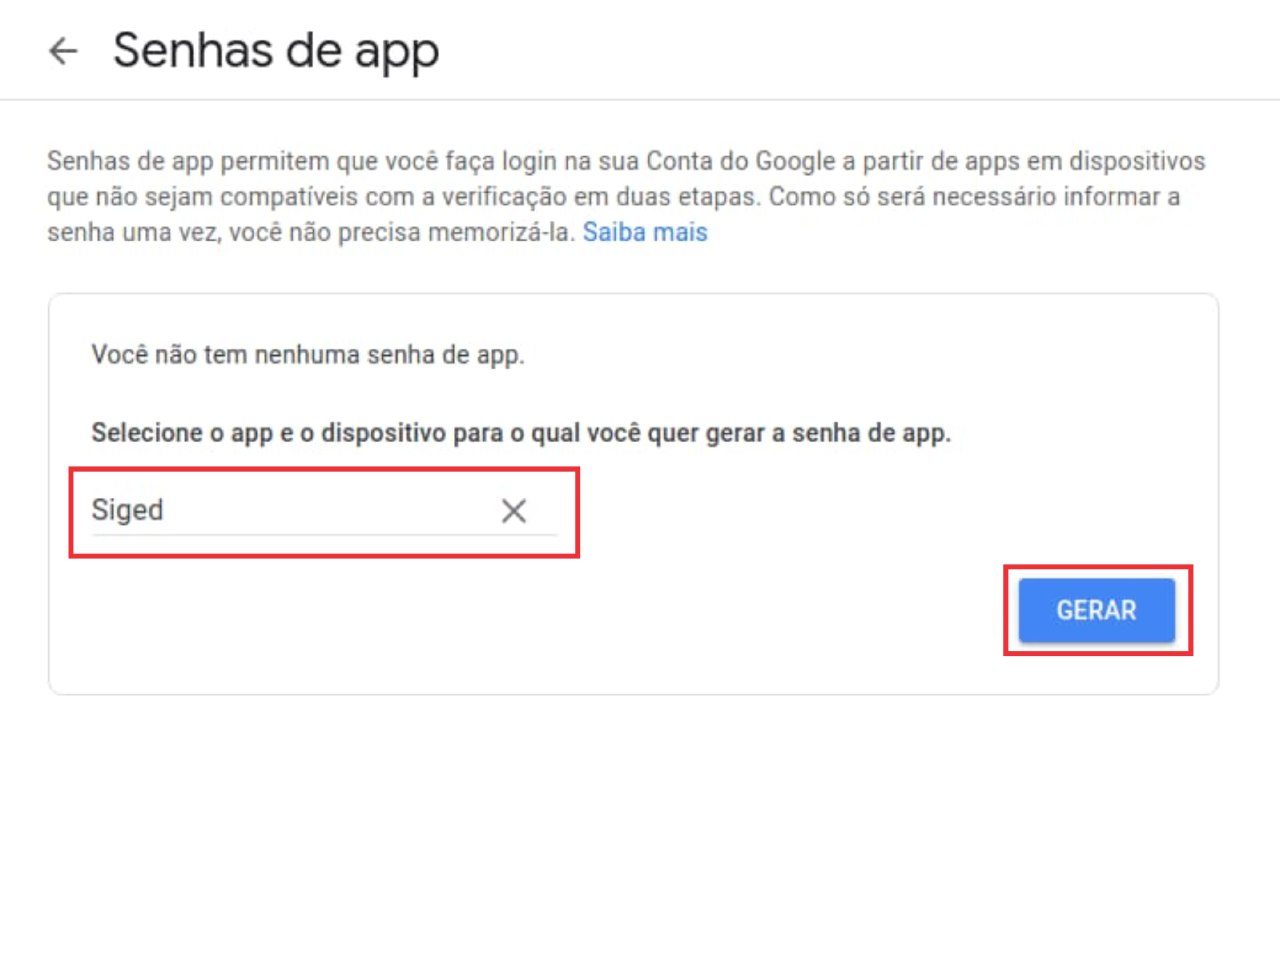 Senhas de app
Senhas de app permitem que você faça login na sua Conta do Google a partir de apps em dispositivos
que não sejam compatíveis com a verificação em duas etapas. Como só será necessário informar a
senha uma vez, você não precisa memorizá-la. Saiba mais
Você não tem nenhuma senha de app.
Selecione o app e o dispositivo para o qual você quer gerar a senha de app.
Siged
GERAR